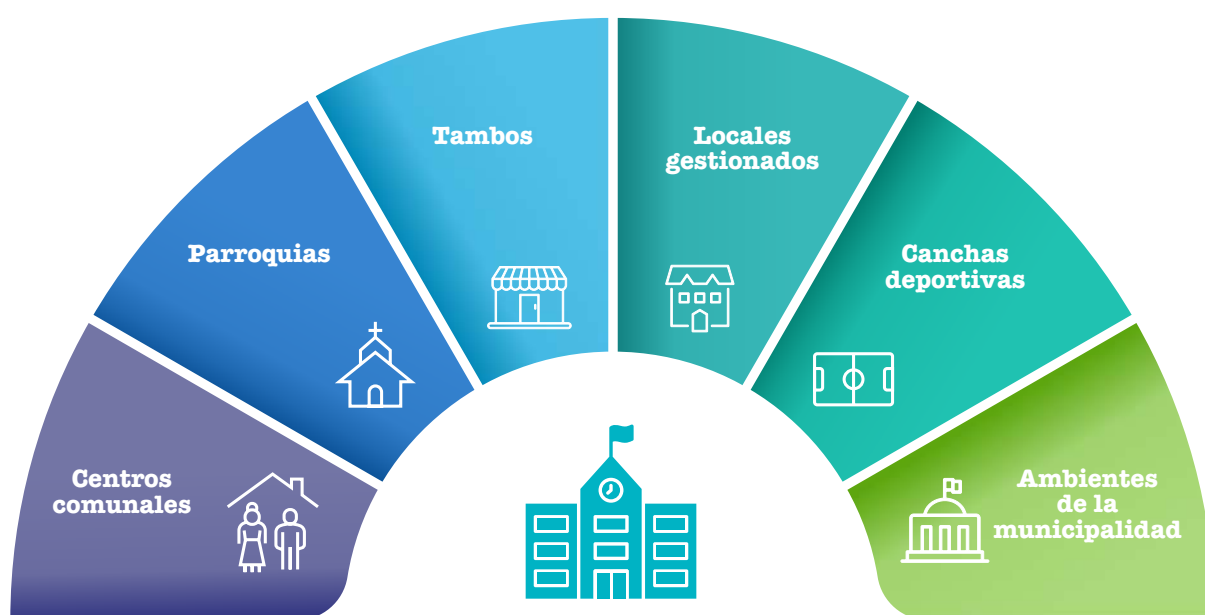 Centros
comunales
Parroquias
Tambos
Locales
gestionados
Canchas
deportivas
Ambientes
de la
municipalidad